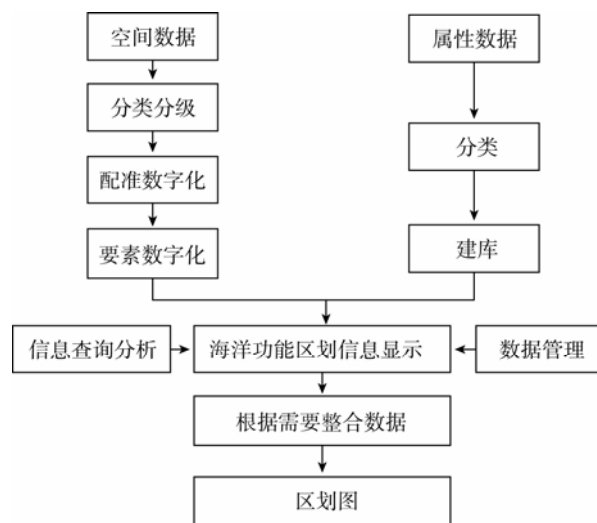 空间数据
属性数据
分类分级
分类
配准数字化
要素数字化
建库
信息查询分析
海洋功能区划信息显示
数据管理
根据需要整合数据
区划图